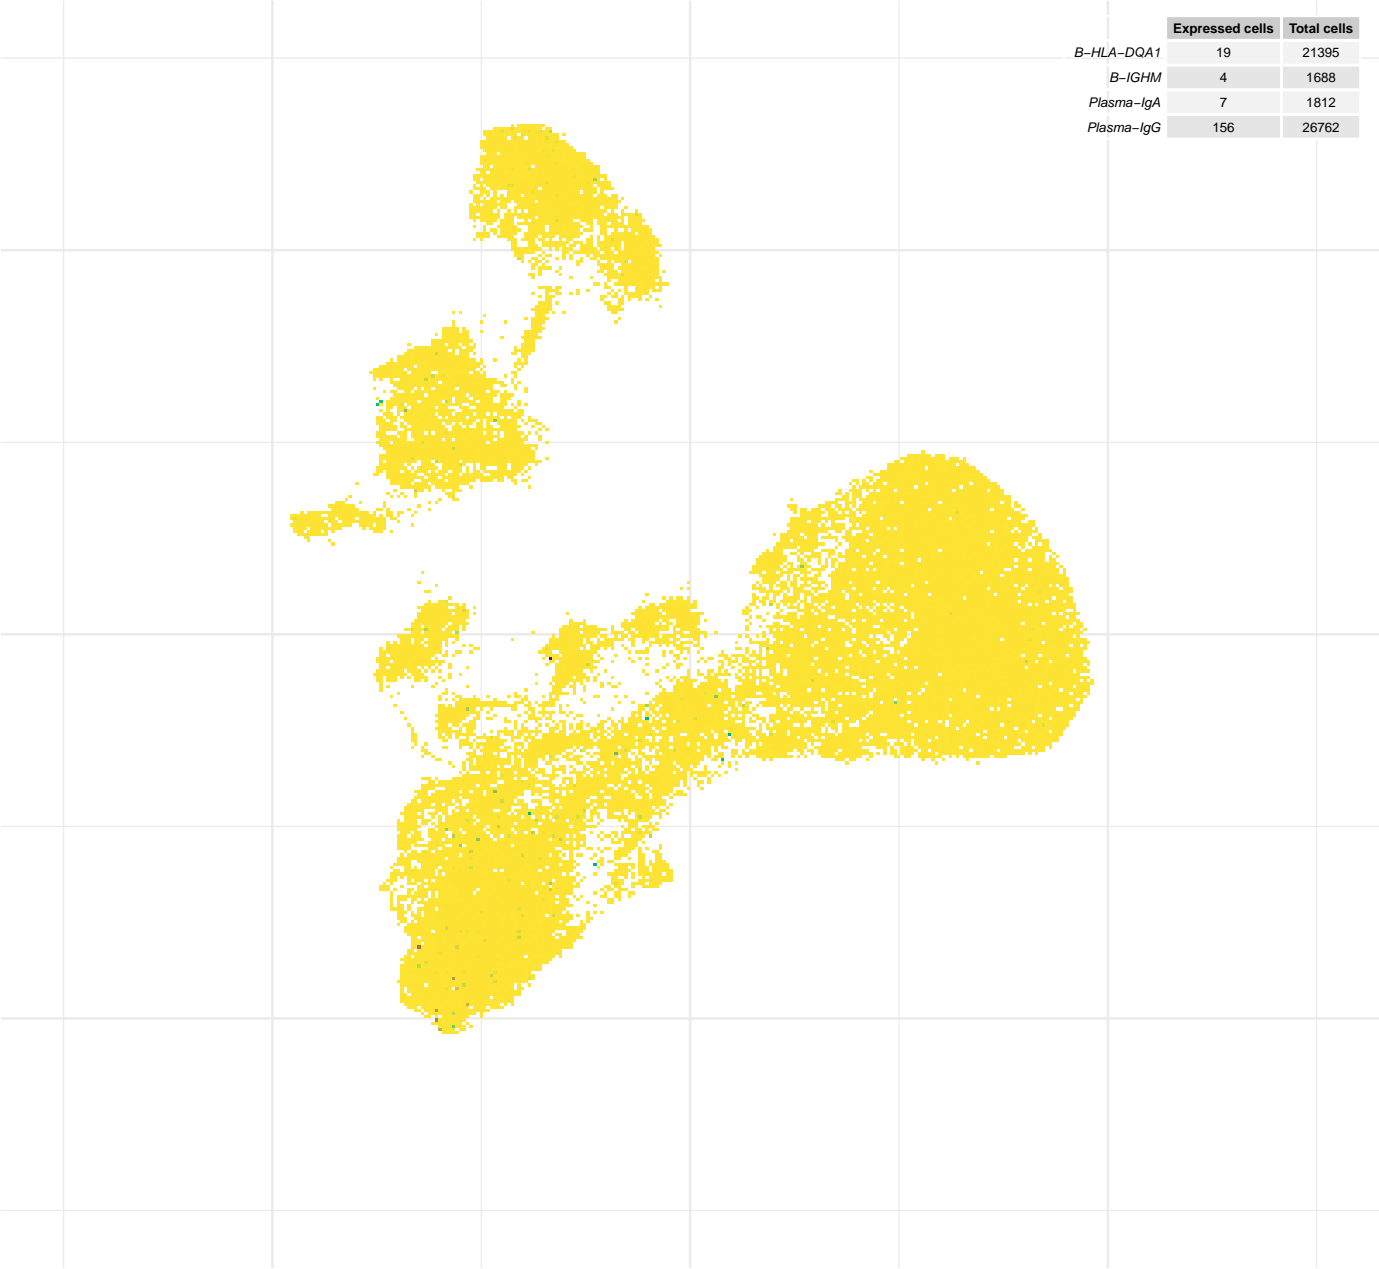 Expressed cells Total cells
B−HLA−DQA1 19 21395
B−IGHM 4 1688
Plasma−IgA 7 1812
Plasma−IgG 156 26762